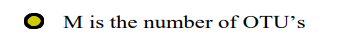 M is the number of OTU’s